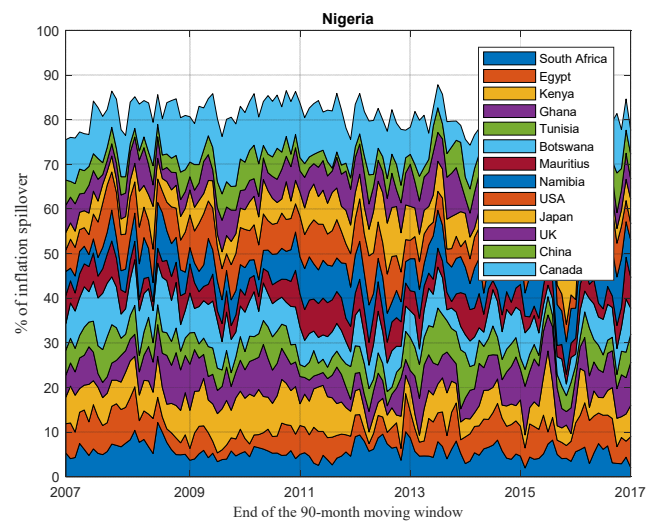 Nigeria
100
90
80
70
60
50
40
30
20
10
0
% of inflation spillover
South Africa
Egypt
Kenya
Ghana
Tunisia
Botswana
Mauritius
Namibia
USA
Japan
UK
China
Canada
2007 2009 2011 2013 2015 2017
End of the 90-month moving window